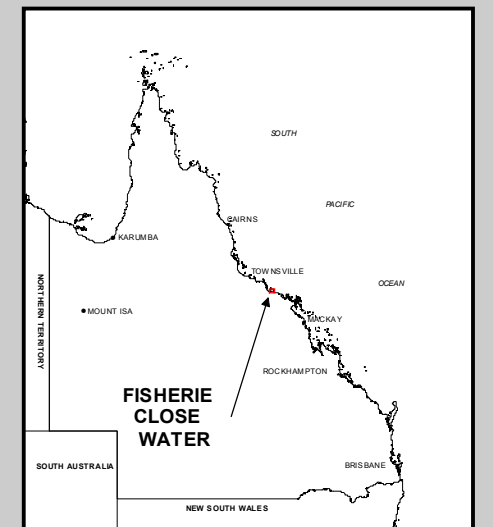 SOUTH
PACIFIC
OCEAN
CAIRNS
KARUMBA
TOWNSVILLE
NORTHERN TERRITORY
MOUNT ISA
MACKAY
ROCKHAMPTON
FISHERIE
CLOSE
WATER
SOUTH AUSTRALIA
BRISBANE
NEW SOUTH WALES